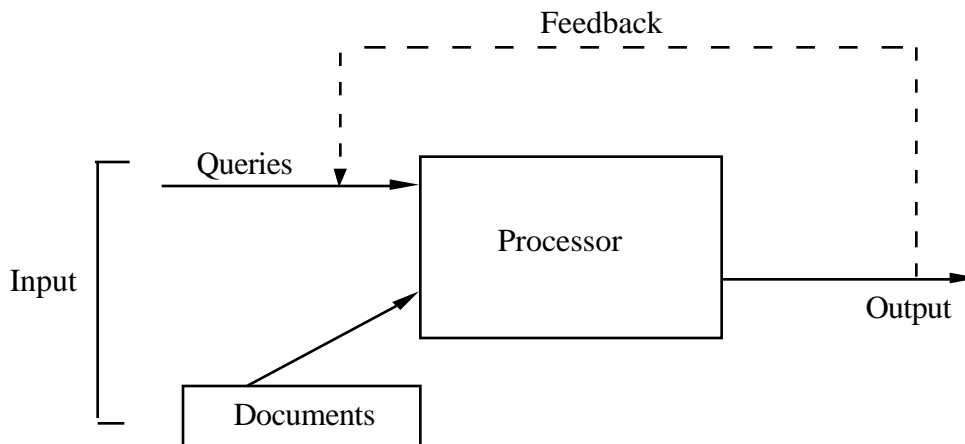 Feedback
Queries
Processor
Input
Output
Documents